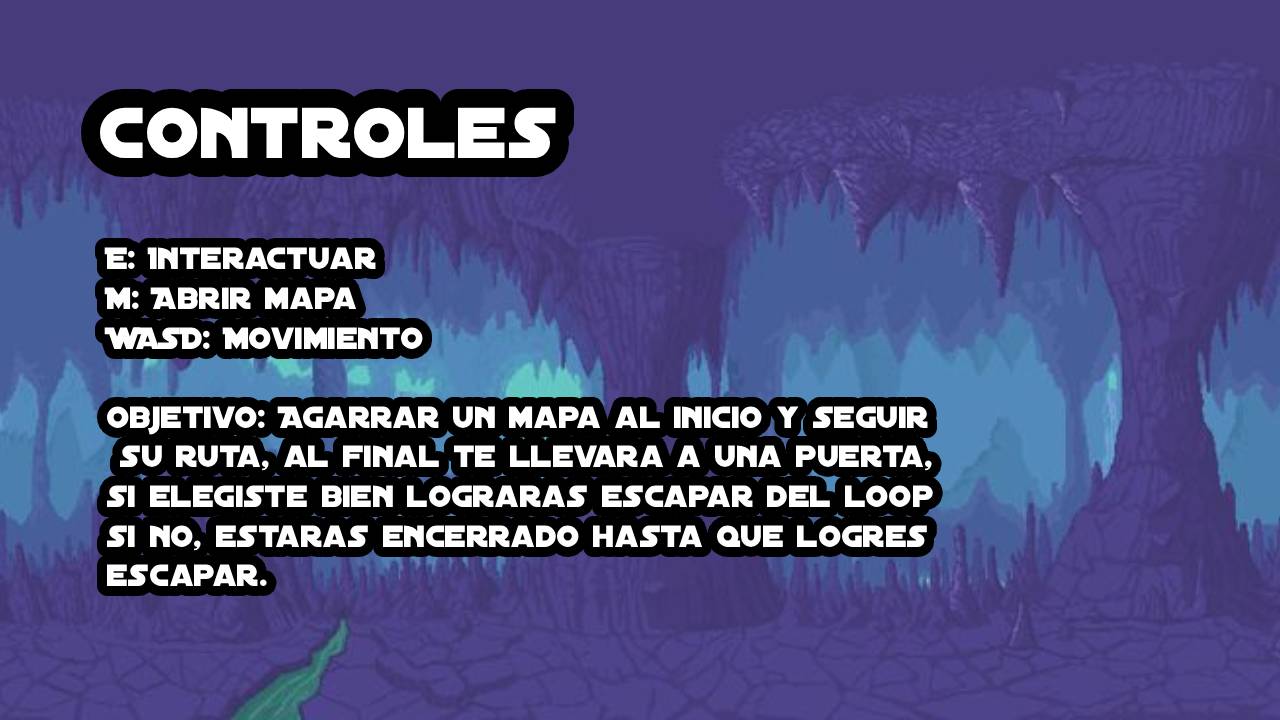 CONTROLES
E: INTERACTUAR
M: ABRIR MAPA
WASD: MOVIMIENTO
OBJETIVO: AGARRAR UN MAPA AL INICIO Y SEGUIR
SU RUTA, AL FINAL TE LLEVARA A UNA PUERTA,
SI ELEGISTE BIEN LOGRARAS ESCAPAR DEL LOOP
SI NO, ESTARAS ENCERRADO HASTA QUE LOGRES
ESCAPAR.